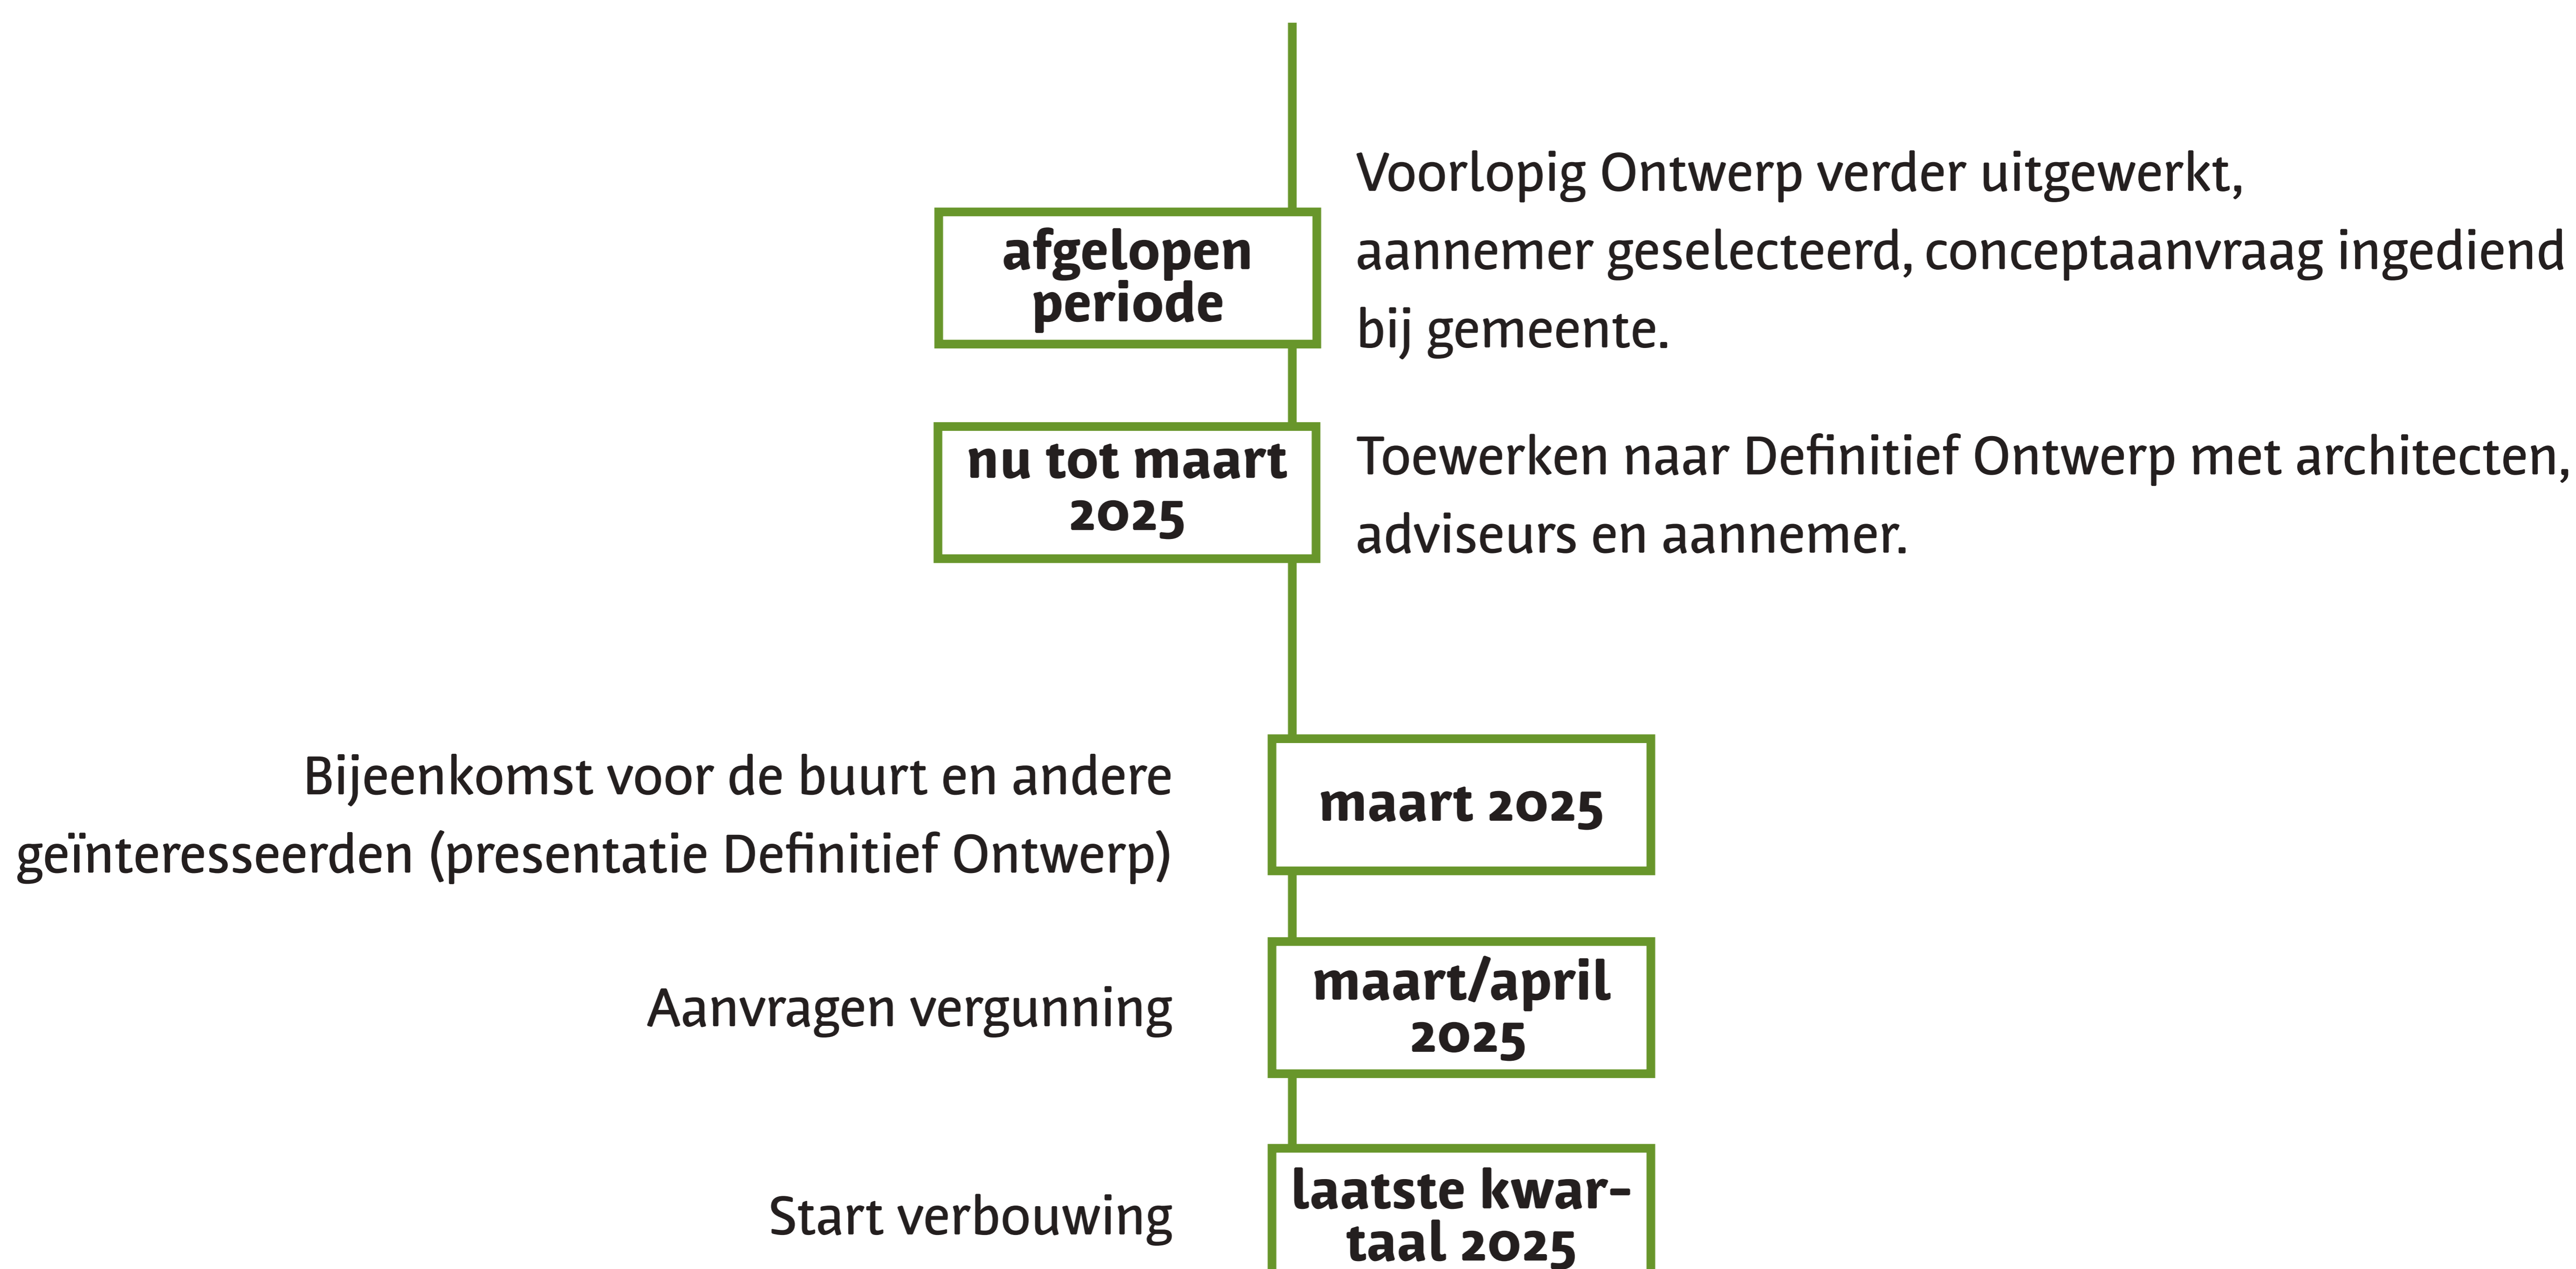 afgelopen
periode
Voorlopig Ontwerp verder uitgewerkt,
aannemer geselecteerd, conceptaanvraag ingediend
bij gemeente.
nu tot maart
2025
Toewerken naar Definitief Ontwerp met architecten,
adviseurs en aannemer.
Bijeenkomst voor de buurt en andere
geïnteresseerden (presentatie Definitief Ontwerp)
maart 2025
Aanvragen vergunning
maart/april
2025
Start verbouwing
laatste kwar-
taal 2025